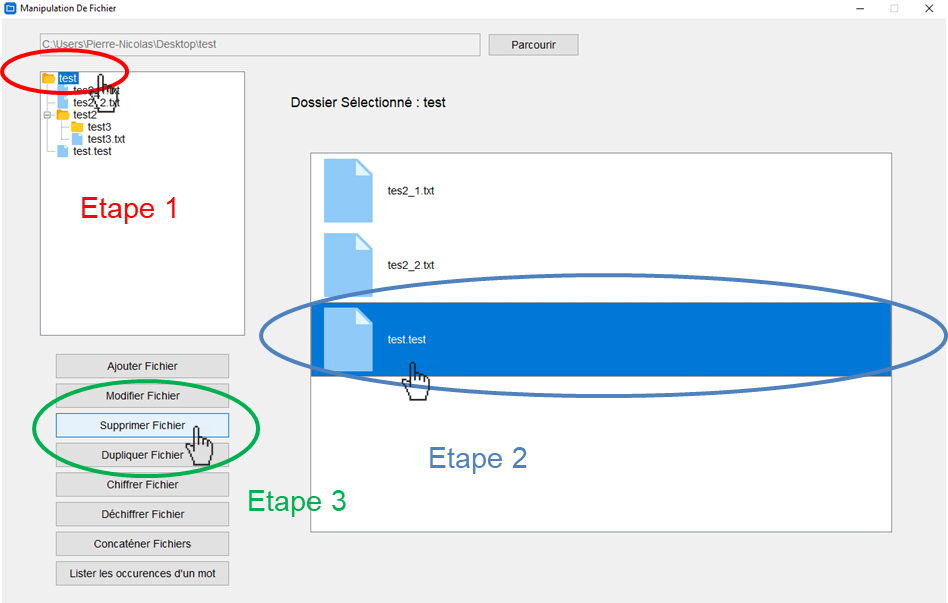 Manipulation De Fichier
C:\Users\Pierre-Nicolas\Desktop\test
Parcourir
test
tes2_1.txt
tes2_2.txt
test2
test3
test3.txt
test.test
Etape 1
Dossier Sélectionné : test
tes2_1.txt
tes2_2.txt
test.test
Etape 2
Ajouter Fichier
Modifier Fichier
Supprimer Fichier
Dupliquer Fichier
Chiffrer Fichier
Etape 3
Déchiffrer Fichier
Concaténer Fichiers
Lister les occurences d'un mot